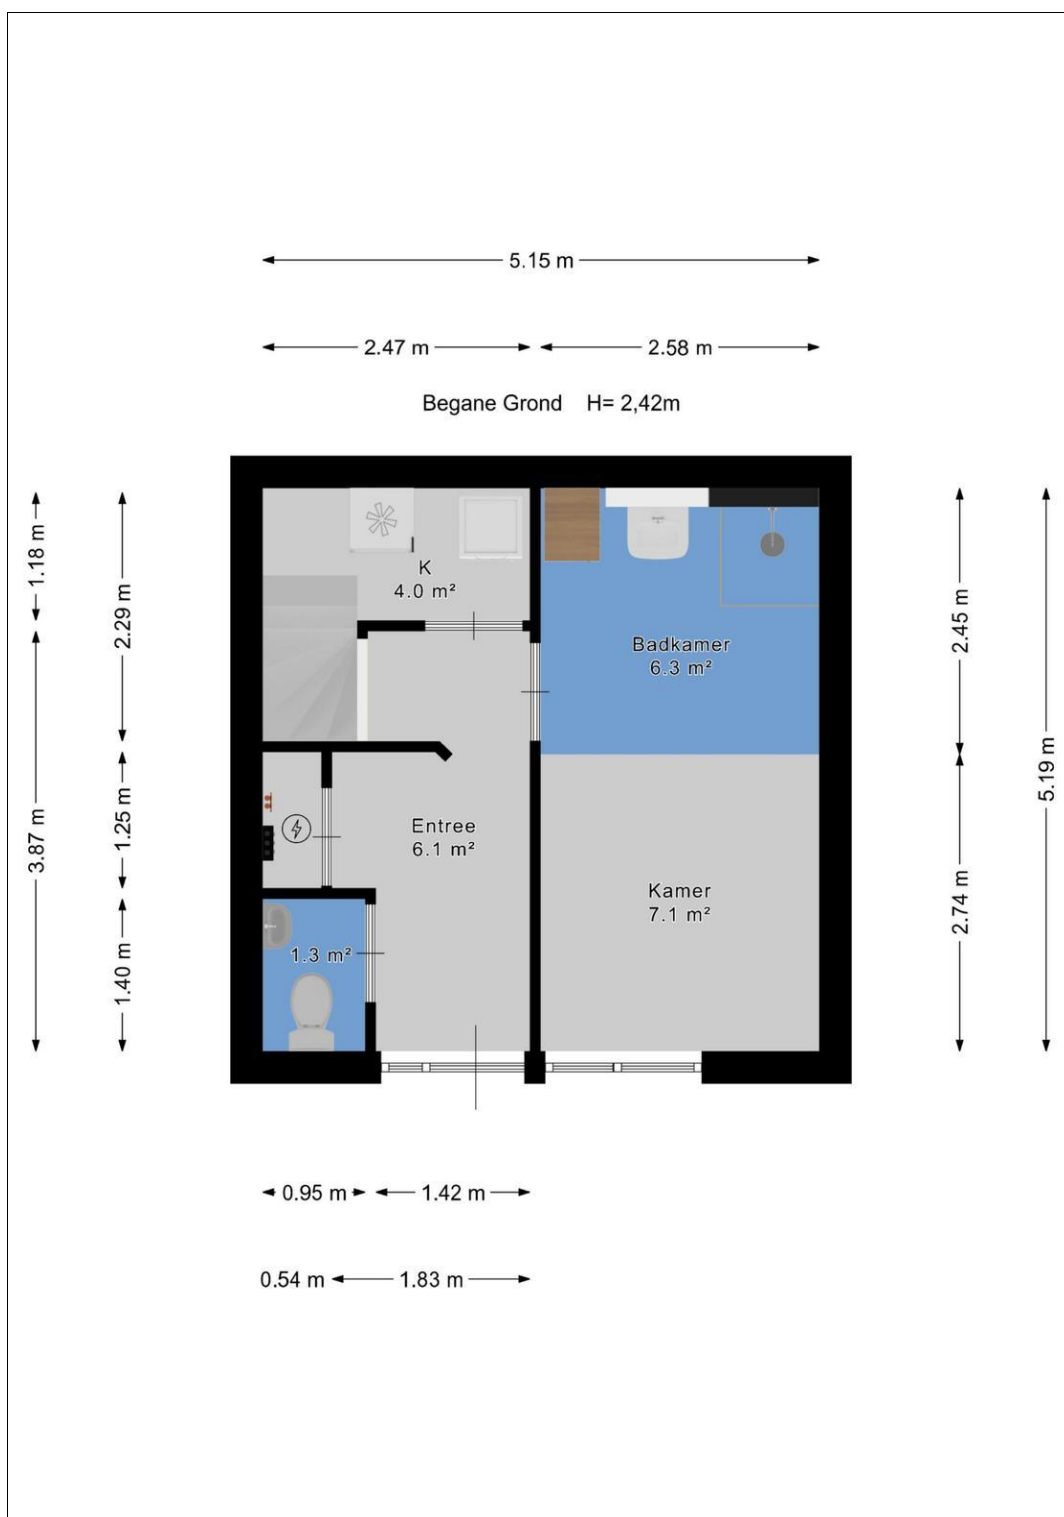 5.15 m
2.47 m
2.58 m
Begane Grond H= 2,42m
1.18 m
3.87 m
2.29 m
1.25 m
1.40 m
K
4.0 m²
Badkamer
6.3 m²
Entree
6.1 m²
Kamer
7.1 m²
1.3 m²
2.45 m
2.74 m
5.19 m
0.95 m
1.42 m
0.54 m
1.83 m